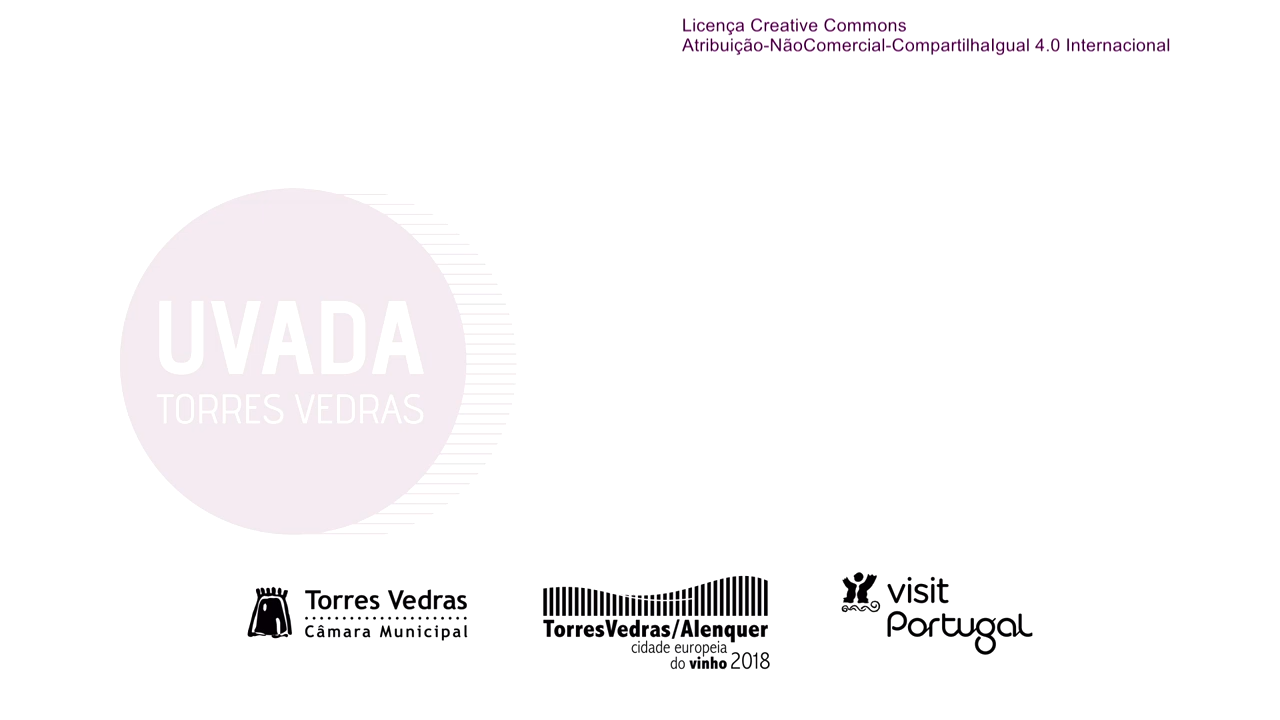 Licença Creative Commons
Atribuição-NãoComercial-CompartilhaIgual 4.0 Internacional
UVADA
TORRES VEDRAS
Torres Vedras
Câmara Municipal
TorresVedras/Alenquer
cidade europeia
do vinho 2018
visit
Portugal